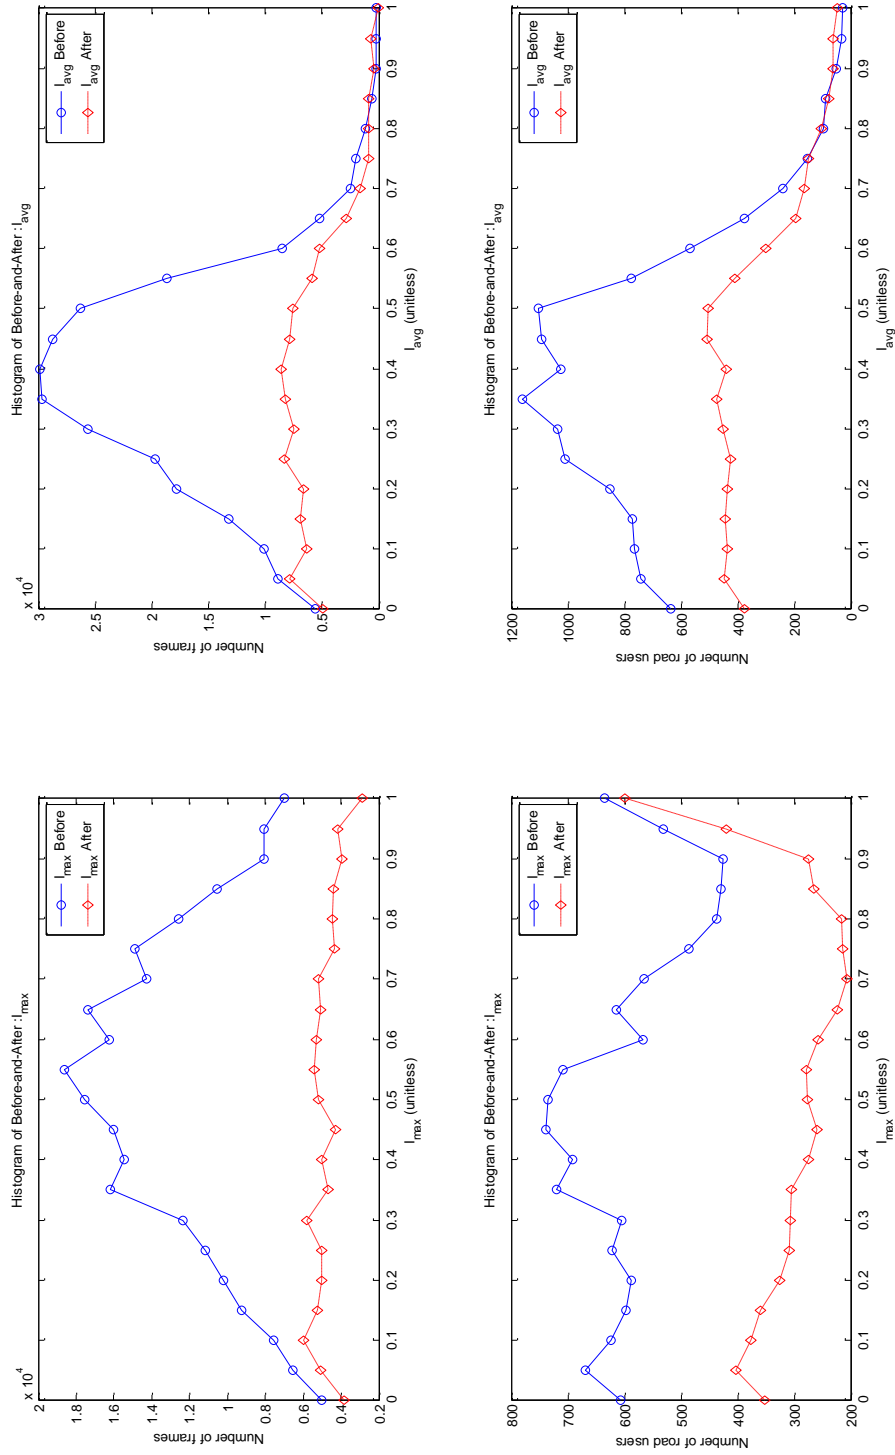 x 10^4
Histogram of Before-and-After : I_max
2
1.8
1.6
1.4
1.2
1
0.8
0.6
0.4
0.2
Number of frames
0 0.1 0.2 0.3 0.4 0.5 0.6 0.7 0.8 0.9 1
I_max (unitless)
I_max Before
I_max After
x 10^4
Histogram of Before-and-After : I_avg
3
2.5
2
1.5
1
0.5
0
Number of frames
0 0.1 0.2 0.3 0.4 0.5 0.6 0.7 0.8 0.9 1
I_avg (unitless)
I_avg Before
I_avg After
Histogram of Before-and-After : I_max
800
700
600
500
400
300
200
Number of road users
0 0.1 0.2 0.3 0.4 0.5 0.6 0.7 0.8 0.9 1
I_max (unitless)
I_max Before
I_max After
Histogram of Before-and-After : I_avg
1200
1000
800
600
400
200
0
Number of road users
0 0.1 0.2 0.3 0.4 0.5 0.6 0.7 0.8 0.9 1
I_avg (unitless)
I_avg Before
I_avg After